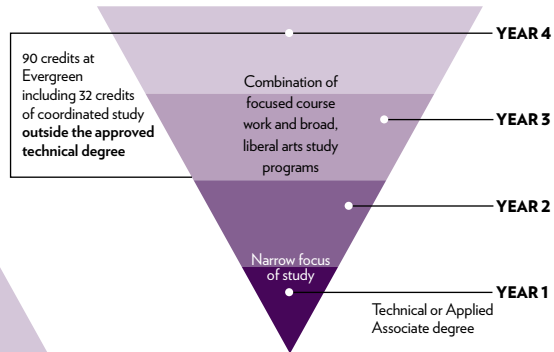 YEAR 4
90 credits at
Evergreen
including 32 credits
of coordinated study
outside the approved
technical degree
Combination of
focused course
work and broad,
liberal arts study
programs
YEAR 3
YEAR 2
Narrow focus
of study
YEAR 1
Technical or Applied
Associate degree